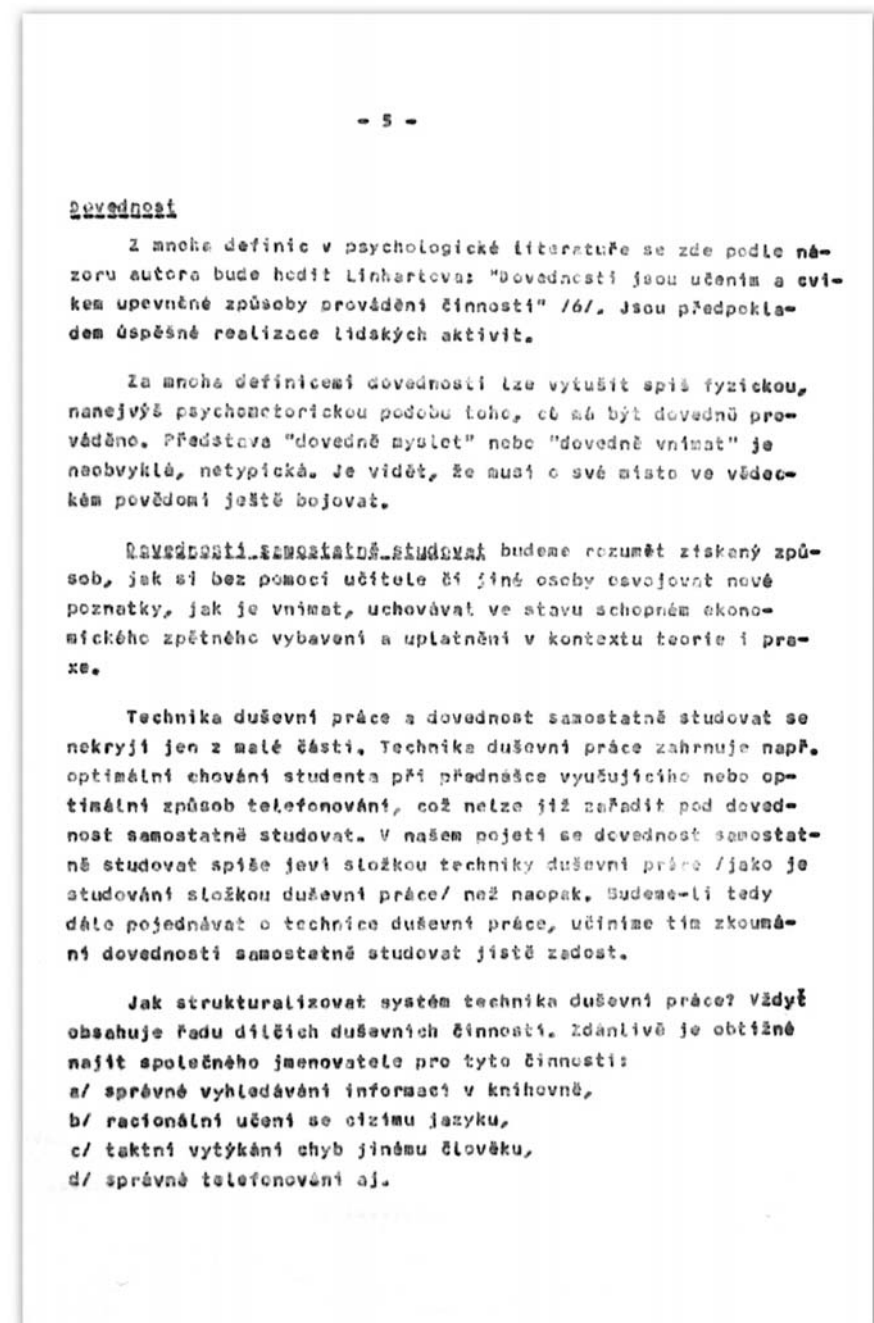 - 5 -
Dovednost
Z mnoha definic v psychologické literatuře se zde podle ná-
zoru autora bude hodit Linhartova: "Dovednosti jsou učením a cvi-
kem upevněné způsoby provádění činnosti" /6/. Jsou předpokla-
dem úspěšné realizace lidských aktivit.
Za mnoha definicemi dovedností lze vytušit spíš fyzickou,
nanejvýš psychomotorickou podobu toho, co má být dovedně pro-
váděno. Představa "dovedně myslet" nebo "dovedně vnímat" je
neobvyklá, netypická. Je vidět, že musí o své místo ve vědec-
kém povědomí ještě bojovat.
Dovedností samostatně studovat budeme rozumět získaný způ-
sob, jak si bez pomoci učitele či jiné osoby osvojovat nové
poznatky, jak je vnímat, uchovávat ve stavu schopném ekono-
mického zpětného vybavení a uplatnění v kontextu teorie i pra-
xe.
Technika duševní práce a dovednost samostatně studovat se
nekryjí jen z malé části. Technika duševní práce zahrnuje např.
optimální chování studenta při přednášce vyučujícího nebo op-
timální způsob telefonování, což nelze již zařadit pod doved-
nost samostatně studovat. V našem pojetí se dovednost samostat-
ně studovat spíše jeví složkou techniky duševní práce /jako je
studování složkou duševní práce/ než naopak. Budeme-li tedy
dále pojednávat o technice duševní práce, učiníme tím zkoumá-
ní dovednosti samostatně studovat jistě zadost.
Jak strukturalizovat systém technika duševní práce? Vždyť
obsahuje řadu dílčích duševních činností. Zdánlivě je obtížné
najít společného jmenovatele pro tyto činnosti:
a/ správné vyhledávání informací v knihovně,
b/ racionální učení se cizímu jazyku,
c/ taktní vytýkání chyb jinému člověku,
d/ správné telefonování aj.